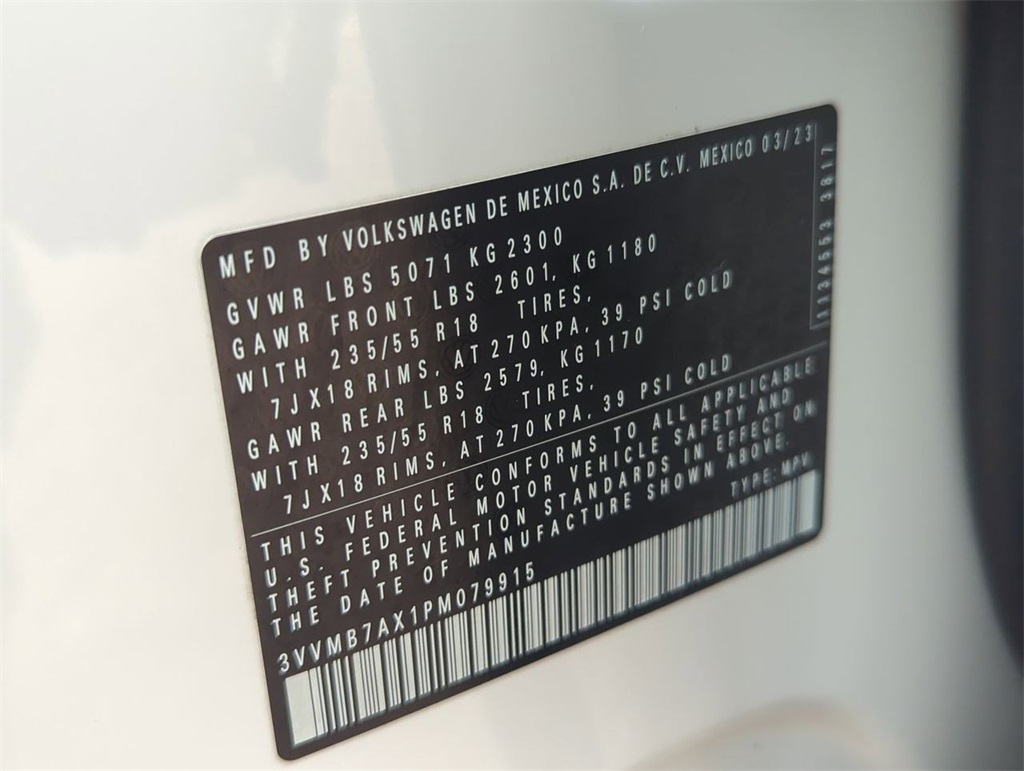 MFD BY VOLKSWAGEN DE MEXICO S.A. DE C.V. MEXICO 03/23
GVWR LBS 5071 KG 2300
GAWR FRONT LBS 2601, KG 1180
WITH 235/55 R18 TIRES,
7JX18 RIMS, AT 270 KPA, 39 PSI COLD
GAWR REAR LBS 2579, KG 1170
WITH 235/55 R18 TIRES,
7JX18 RIMS, AT 270 KPA, 39 PSI COLD
THIS VEHICLE CONFORMS TO ALL APPLICABLE
U.S. FEDERAL MOTOR VEHICLE SAFETY AND
THEFT PREVENTION STANDARDS IN EFFECT ON
THE DATE OF MANUFACTURE SHOWN ABOVE.
3VVMB7AX1PM079915 TYPE: MPV
1134553 3817